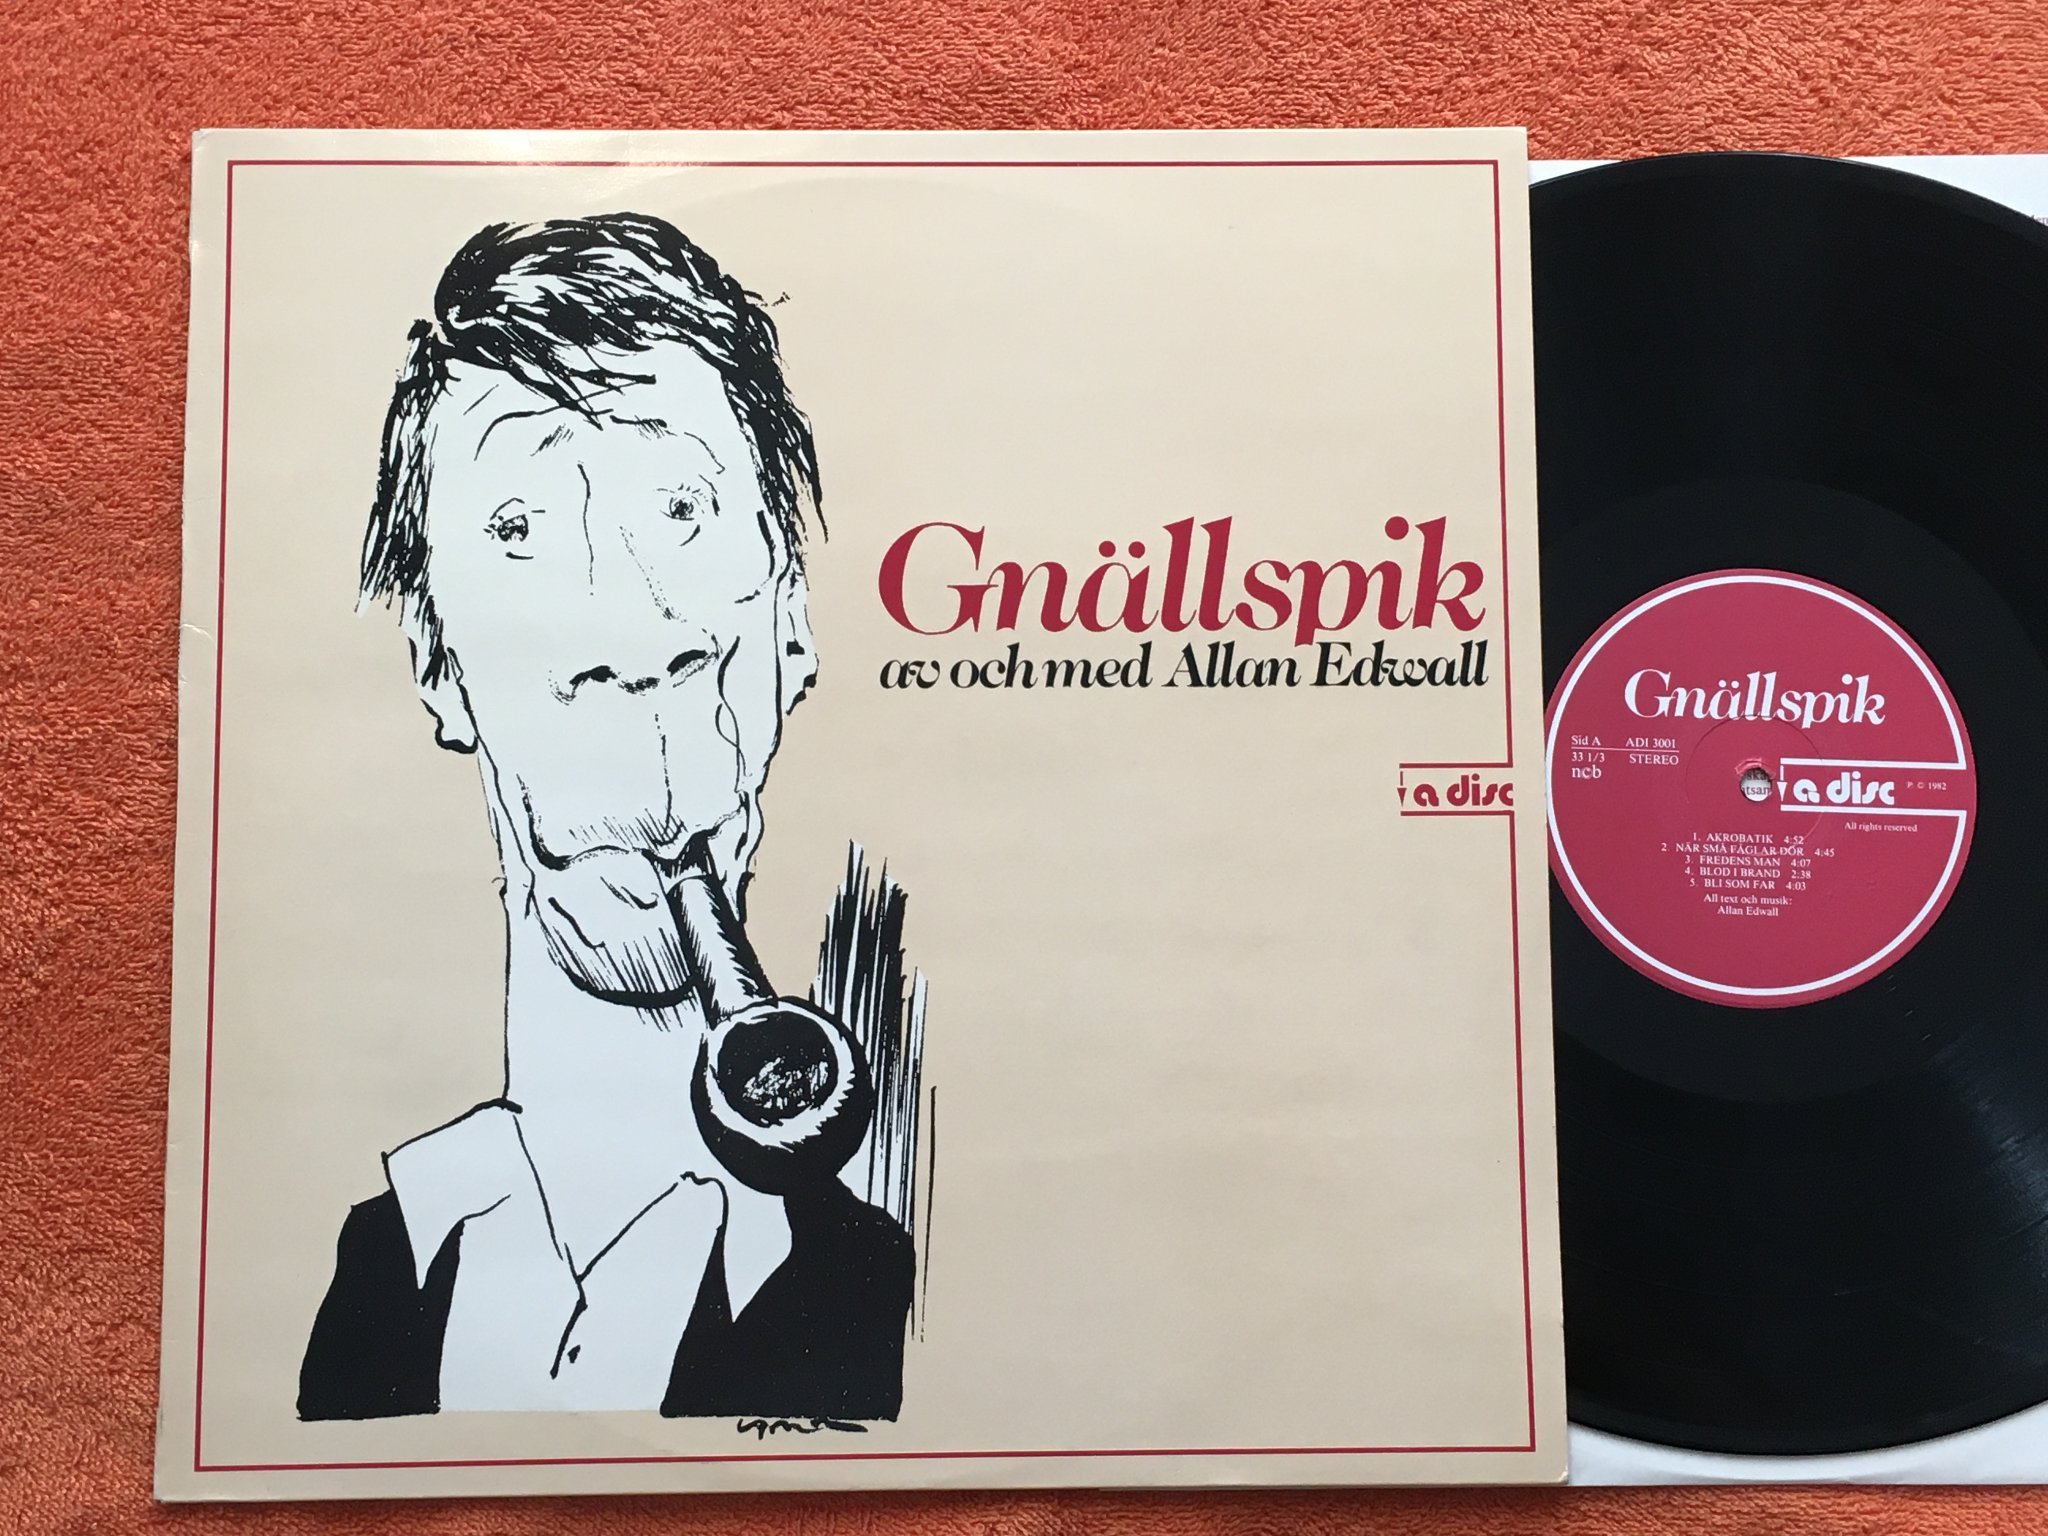 Gnällspik
av och med Allan Edwall
a disc
Gnällspik
Sid A ADI 3001
33 1/3 STEREO
ncb
a disc
P. © 1982
All rights reserved
1. AKROBATIK 4:52
2. NÄR SMÅ FÅGLAR DÖR 4:45
3. FREDENS MAN 4:07
4. BLOD I BRAND 2:38
5. BLI SOM FAR 4:03
All text och musik:
Allan Edwall